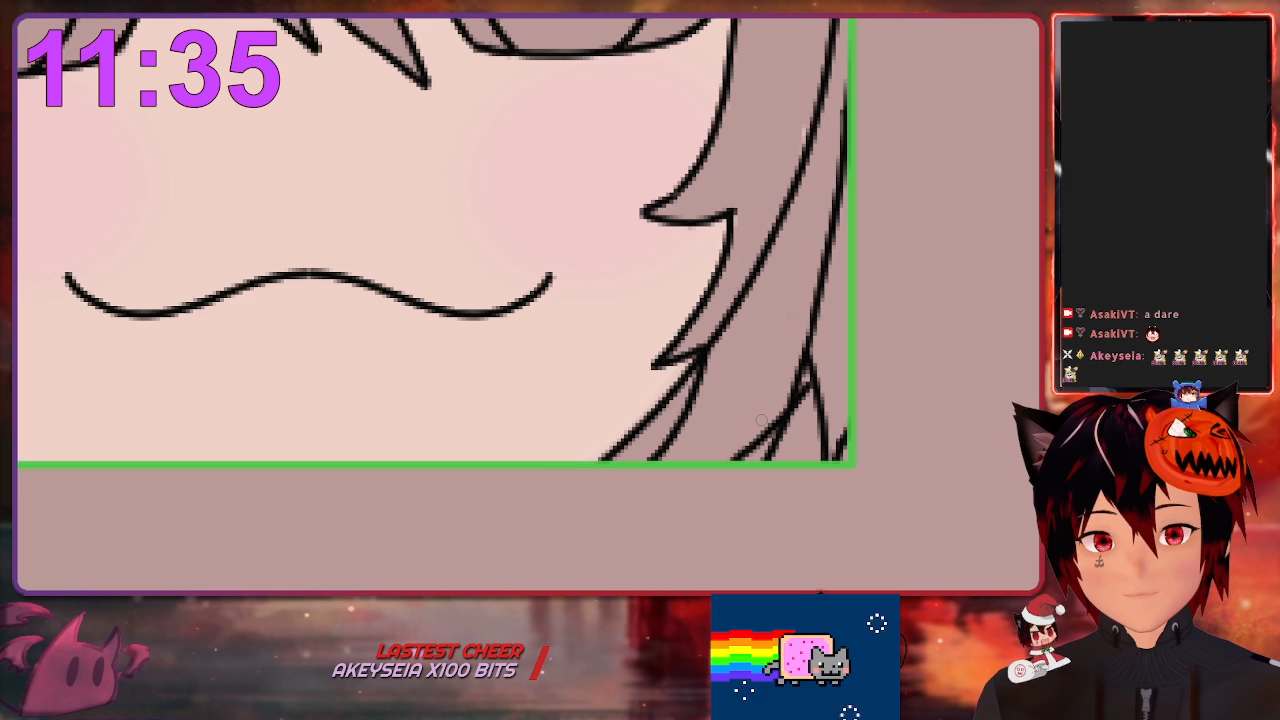 11:35
AsakiVT: a dare
AsakiVT:
Akeyseia:
LASTEST CHEER
AKEYSEIA X100 BITS